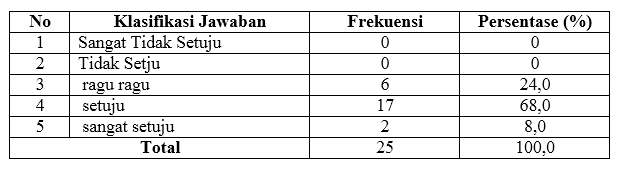 No Klasifikasi Jawaban Frekuensi Persentase (%)
1 Sangat Tidak Setuju 0 0
2 Tidak Setju 0 0
3 ragu ragu 6 24,0
4 setuju 17 68,0
5 sangat setuju 2 8,0
Total 25 100,0